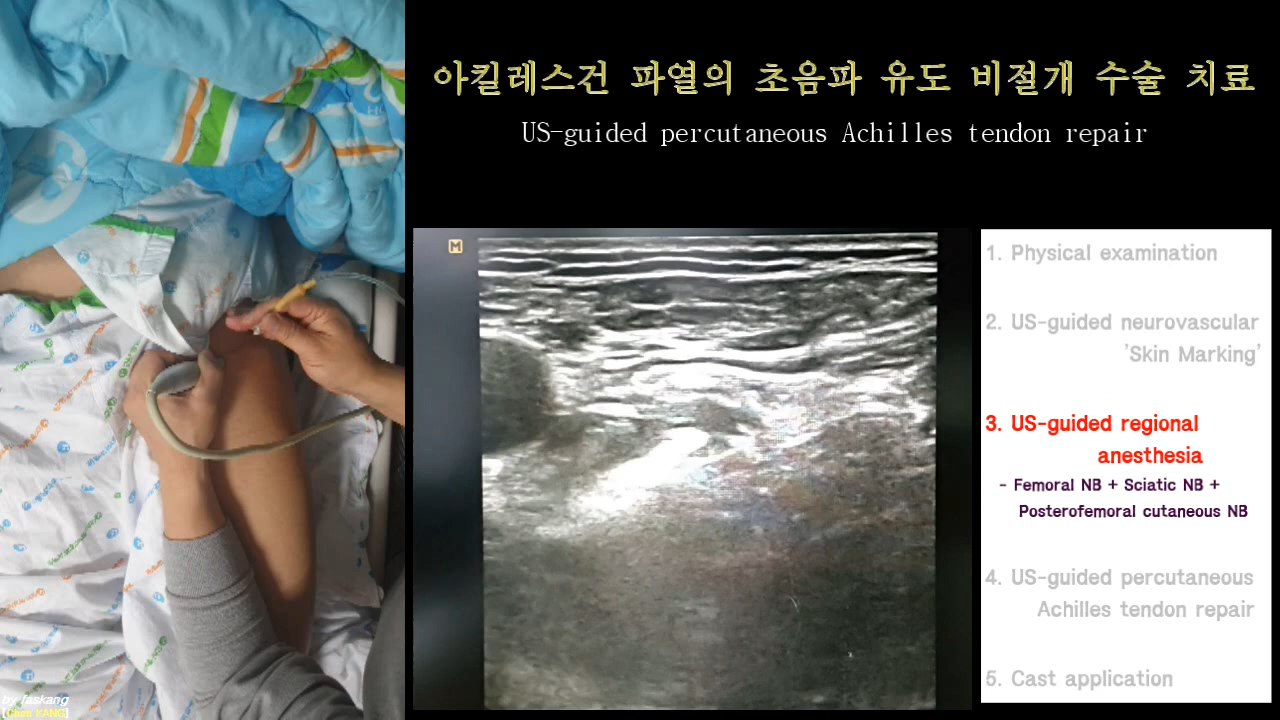 아킬레스건 파열의 초음파 유도 비절개 수술 치료
US-guided percutaneous Achilles tendon repair
M
1. Physical examination
2. US-guided neurovascular
'Skin Marking'
3. US-guided regional
anesthesia
- Femoral NB + Sciatic NB +
Posterofemoral cutaneous NB
4. US-guided percutaneous
Achilles tendon repair
5. Cast application
by faskang
[Chan KANG]